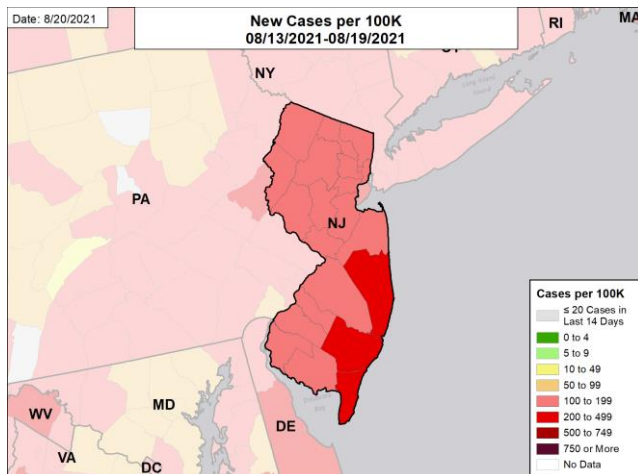 Date: 8/20/2021
New Cases per 100K
08/13/2021-08/19/2021
RI
MA
NY
PA
NJ
WV
MD
DE
VA
DC
Cases per 100K
≤ 20 Cases in
Last 14 Days
0 to 4
5 to 9
10 to 49
50 to 99
100 to 199
200 to 499
500 to 749
750 or More
No Data